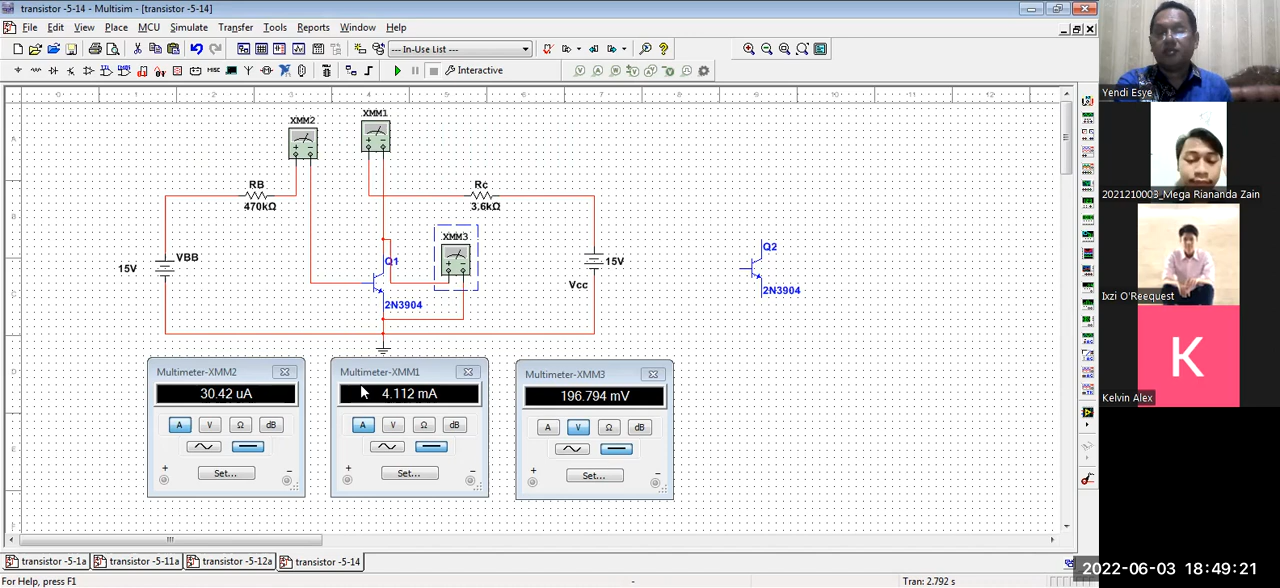 transistor -5-14 - Multisim - [transistor -5-14]
File Edit View Place MCU Simulate Transfer Tools Reports Window Help
--- In-Use List ---
Interactive
XMM2
XMM1
RB
470kΩ
Rc
3.6kΩ
XMM3
Q1
2N3904
15V
VBB
15V
Vcc
Q2
2N3904
Multimeter-XMM2
30.42 uA
A V Ω dB
+ Set... -
Multimeter-XMM1
4.112 mA
A V Ω dB
+ Set... -
Multimeter-XMM3
196.794 mV
A V Ω dB
+ Set... -
transistor -5-1a transistor -5-11a transistor -5-12a transistor -5-14
For Help, press F1
- Tran: 2.792 s
Yendi Esye
2021210003_Mega Riananda Zain
Ixzi O'Reequest
K
Kelvin Alex
2022-06-03 18:49:21